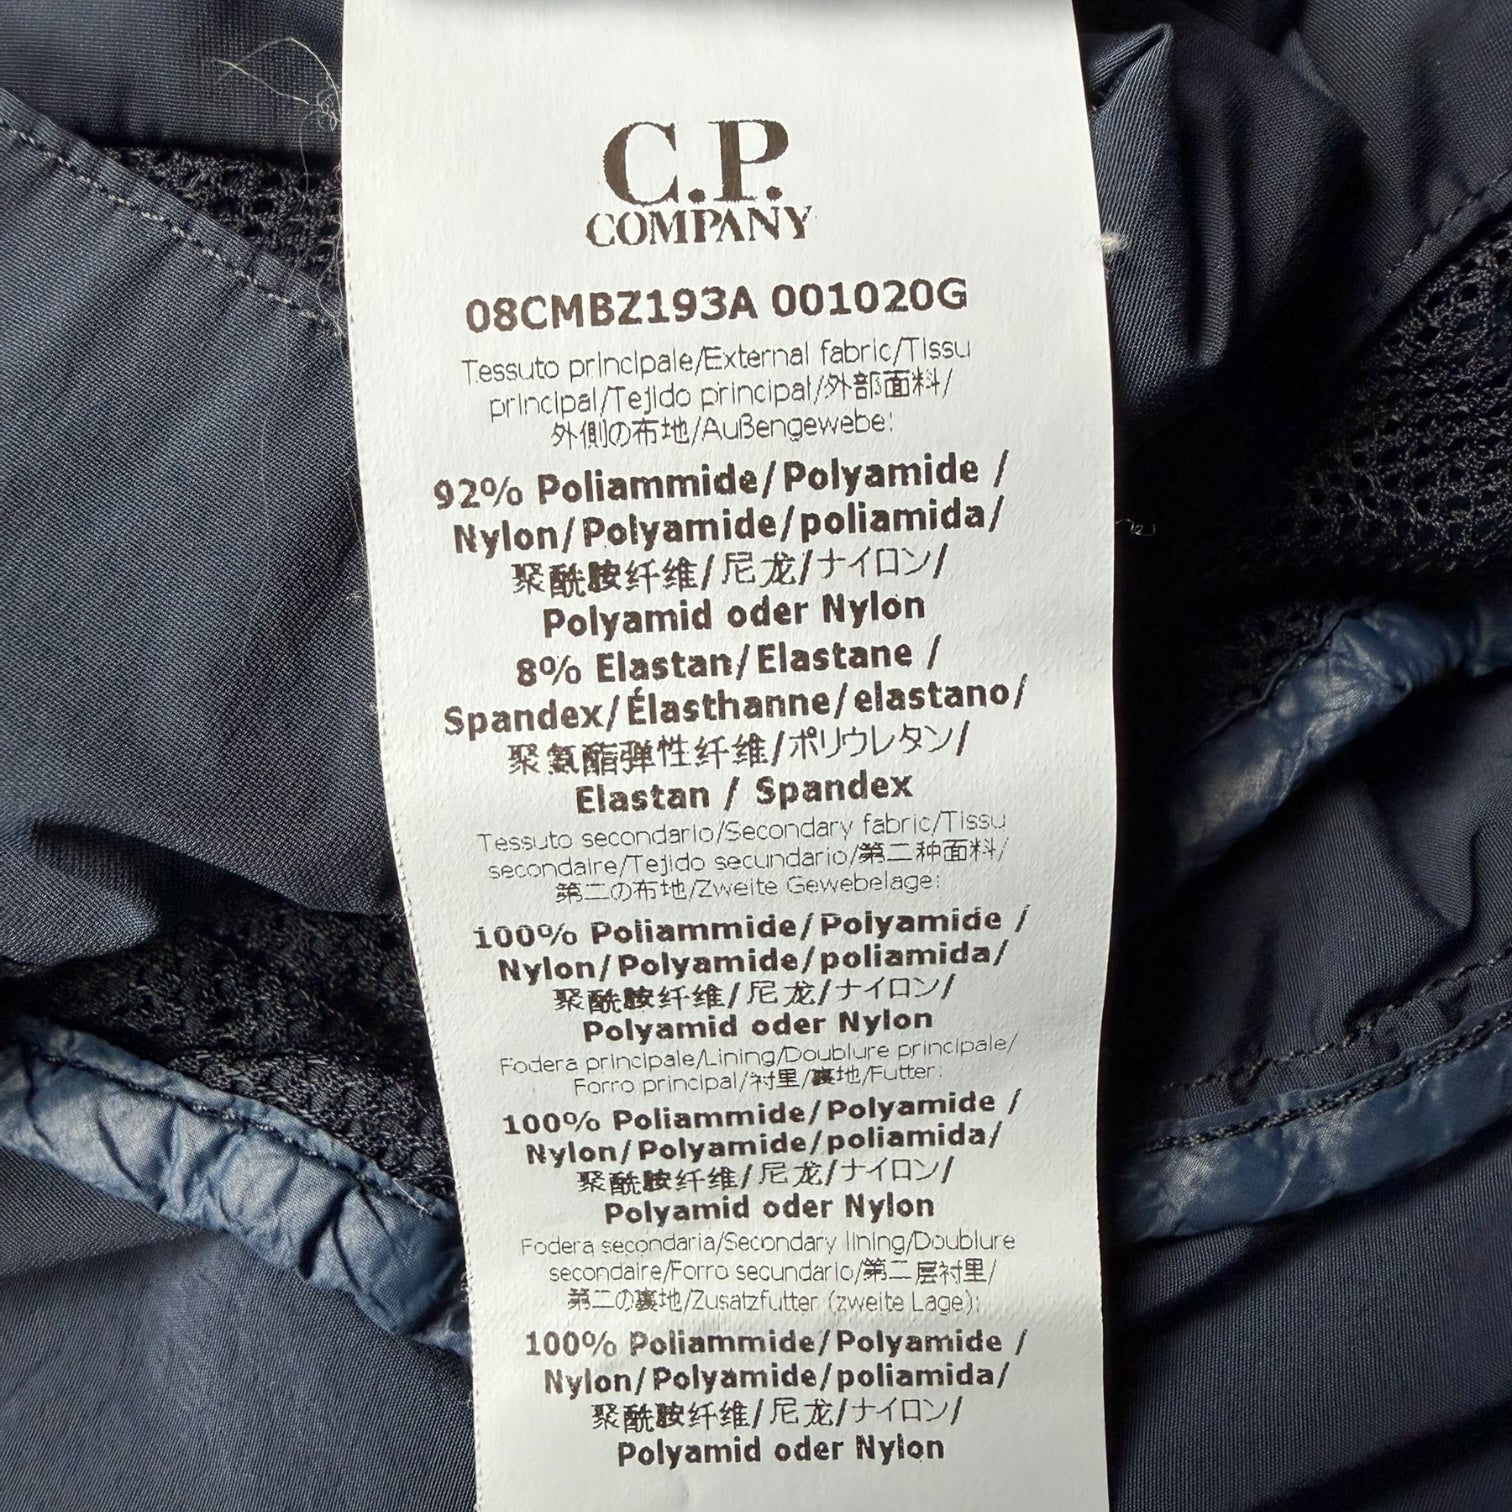 C.P.
COMPANY
08CMBZ193A 001020G
Tessuto principale/External fabric/Tissu
principal/Tejido principal/外部面料/
外側の布地/Außengewebe:
92% Poliammide/Polyamide /
Nylon/Polyamide/poliamida/
聚酰胺纤维/尼龙/ナイロン/
Polyamid oder Nylon
8% Elastan/Elastane /
Spandex/Élasthanne/elastano/
聚氨酯弹性纤维/ポリウレタン/
Elastan / Spandex
Tessuto secondario/Secondary fabric/Tissu
secondaire/Tejido secundario/第二种面料/
第二の布地/Zweite Gewebelage:
100% Poliammide/Polyamide /
Nylon/Polyamide/poliamida/
聚酰胺纤维/尼龙/ナイロン/
Polyamid oder Nylon
Fodera principale/Lining/Doublure principale/
Forro principal/衬里/裏地/Futter:
100% Poliammide/Polyamide /
Nylon/Polyamide/poliamida/
聚酰胺纤维/尼龙/ナイロン/
Polyamid oder Nylon
Fodera secondaria/Secondary lining/Doublure
secondaire/Forro secundario/第二层衬里/
第二の裏地/Zusatzfutter (zweite Lage):
100% Poliammide/Polyamide /
Nylon/Polyamide/poliamida/
聚酰胺纤维/尼龙/ナイロン/
Polyamid oder Nylon